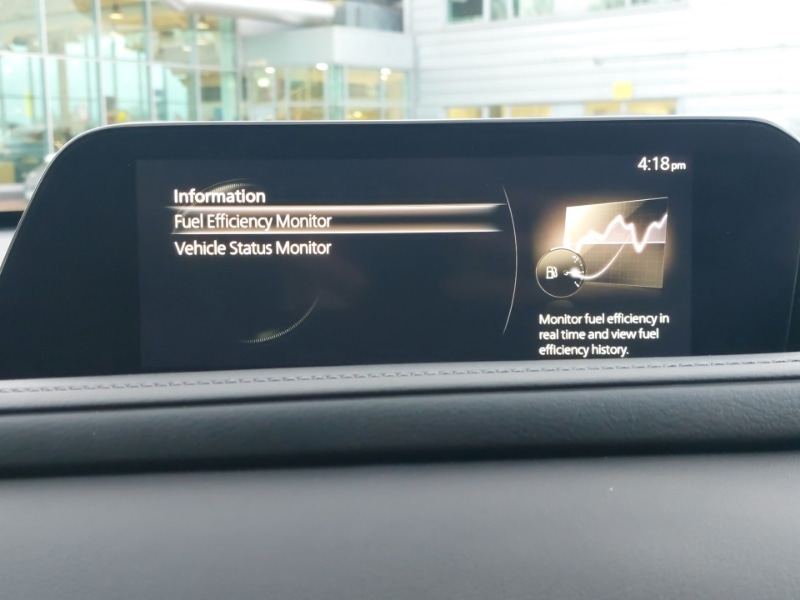 4:18pm
Information
Fuel Efficiency Monitor
Vehicle Status Monitor
Monitor fuel efficiency in
real time and view fuel
efficiency history.